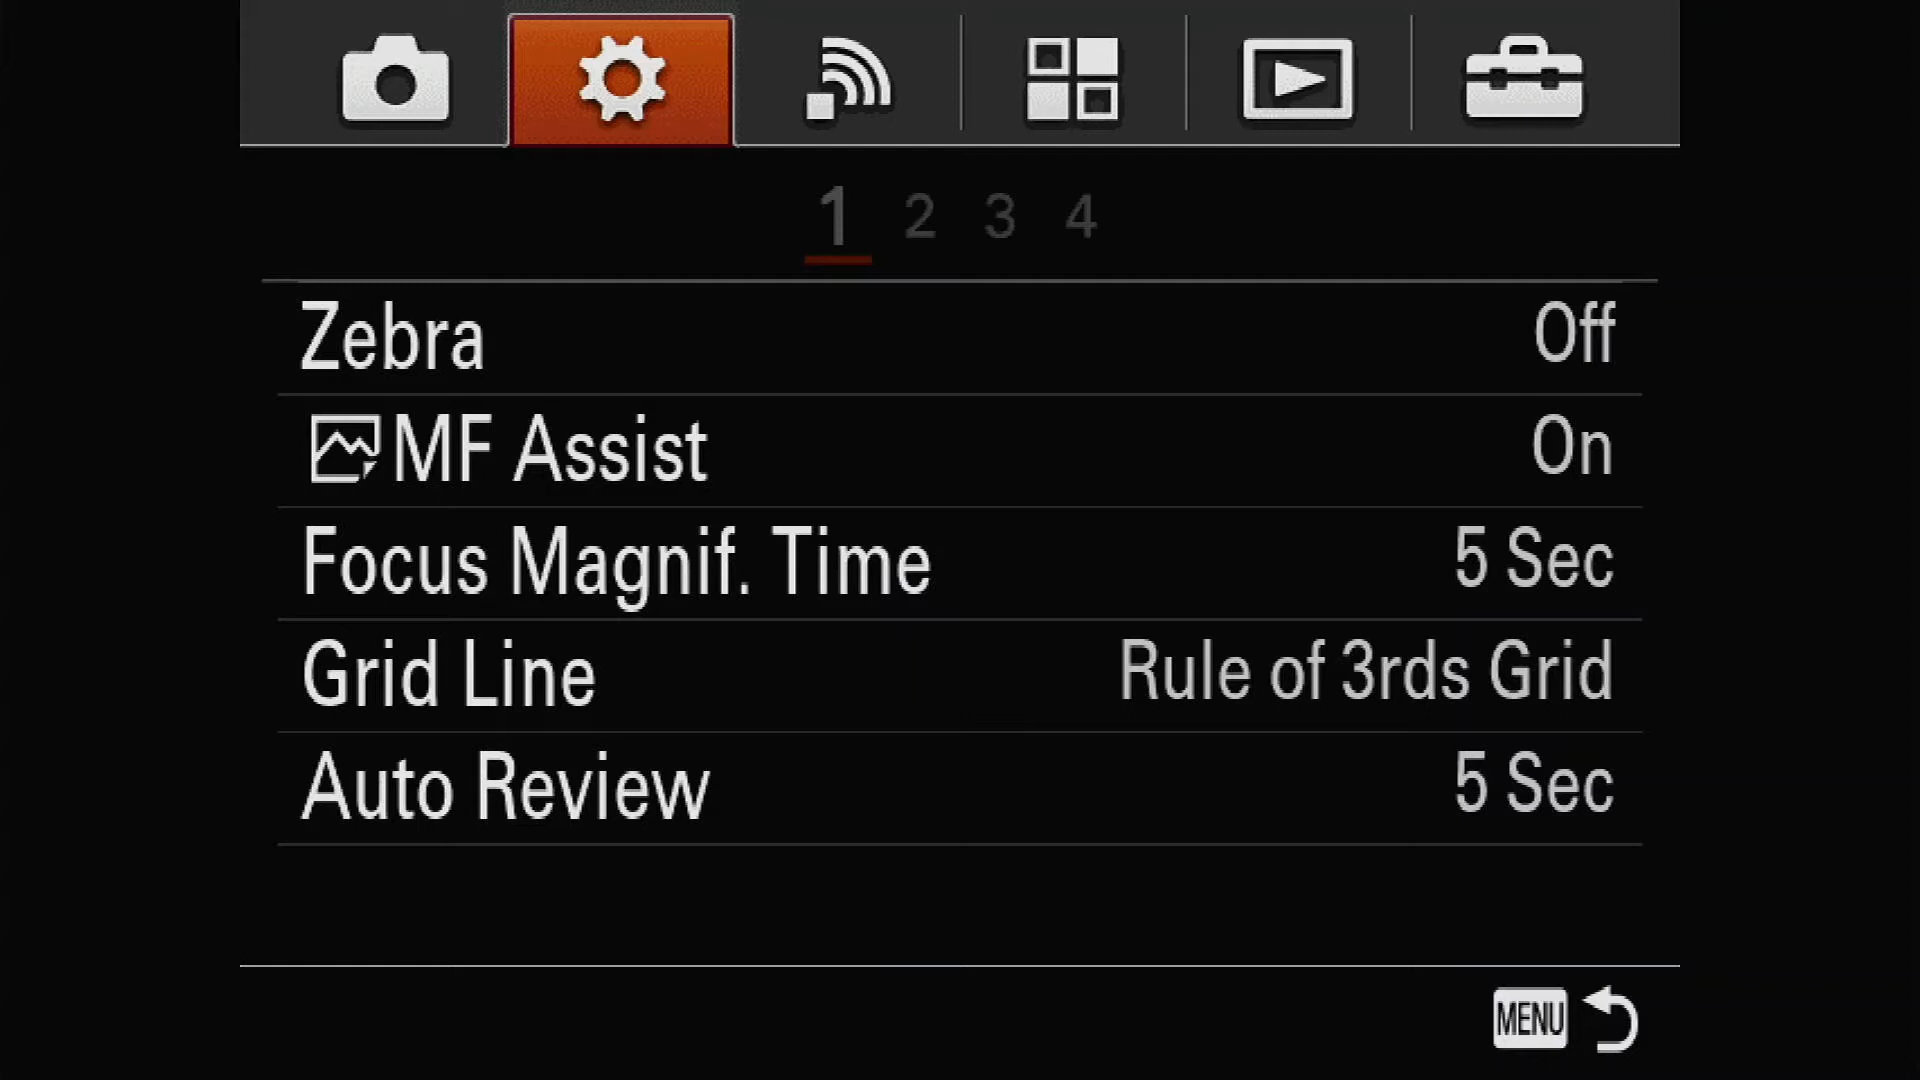 1 2 3 4
Zebra Off
MF Assist On
Focus Magnif. Time 5 Sec
Grid Line Rule of 3rds Grid
Auto Review 5 Sec
MENU